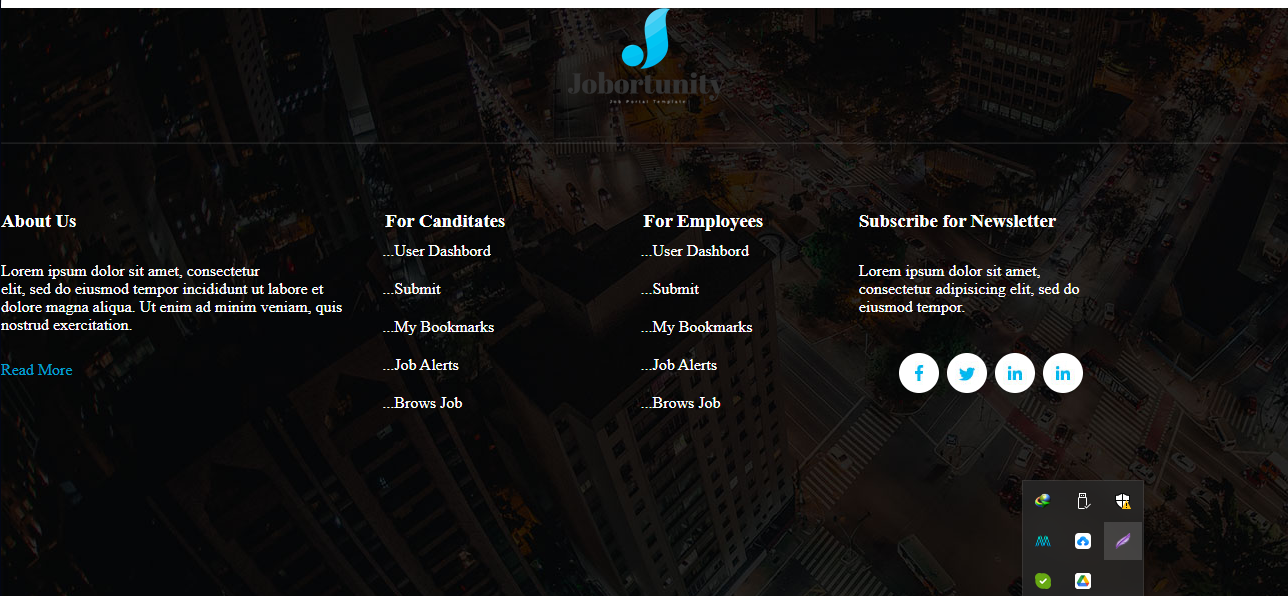 Jobortunity
Job Portal Template
About Us
Lorem ipsum dolor sit amet, consectetur
elit, sed do eiusmod tempor incididunt ut labore et
dolore magna aliqua. Ut enim ad minim veniam, quis
nostrud exercitation.
Read More
For Canditates
...User Dashbord
...Submit
...My Bookmarks
...Job Alerts
...Brows Job
For Employees
...User Dashbord
...Submit
...My Bookmarks
...Job Alerts
...Brows Job
Subscribe for Newsletter
Lorem ipsum dolor sit amet,
consectetur adipisicing elit, sed do
eiusmod tempor.